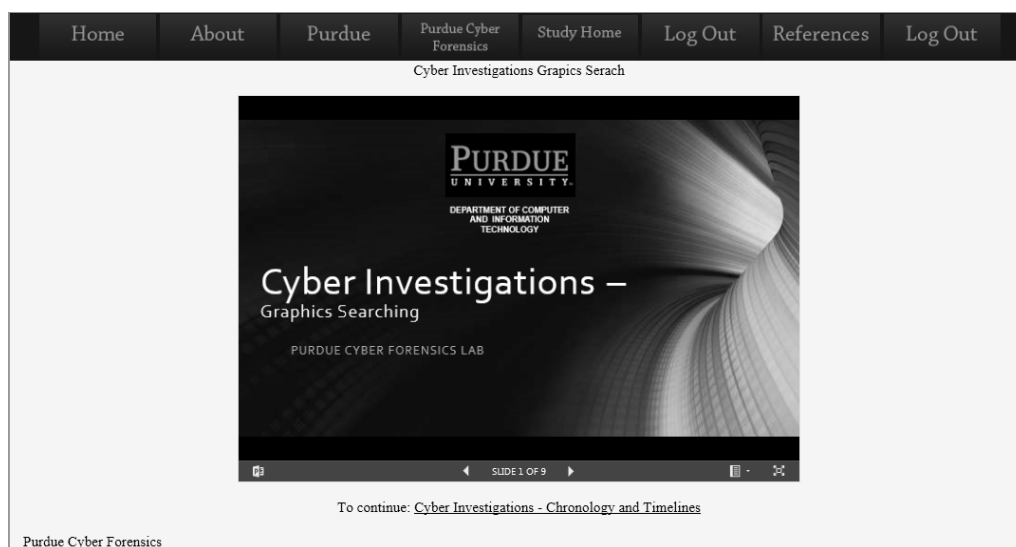 Home About Purdue Purdue Cyber Forensics Study Home Log Out References Log Out
Cyber Investigations Grapics Serach
PURDUE
UNIVERSITY
DEPARTMENT OF COMPUTER
AND INFORMATION
TECHNOLOGY
Cyber Investigations –
Graphics Searching
PURDUE CYBER FORENSICS LAB
SLIDE 1 OF 9
To continue: Cyber Investigations - Chronology and Timelines
Purdue Cyber Forensics